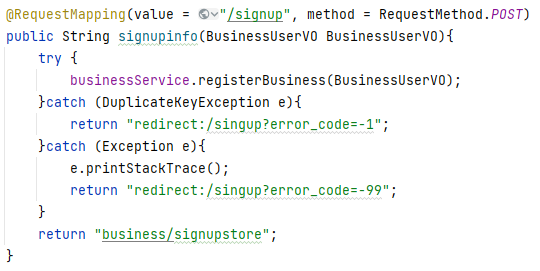 @RequestMapping(value = "/signup", method = RequestMethod.POST)
public String signupinfo(BusinessUserVO BusinessUserVO){
    try {
        businessService.registerBusiness(BusinessUserVO);
    }catch (DuplicateKeyException e){
        return "redirect:/singup?error_code=-1";
    }catch (Exception e){
        e.printStackTrace();
        return "redirect:/singup?error_code=-99";
    }
    return "business/signupstore";
}